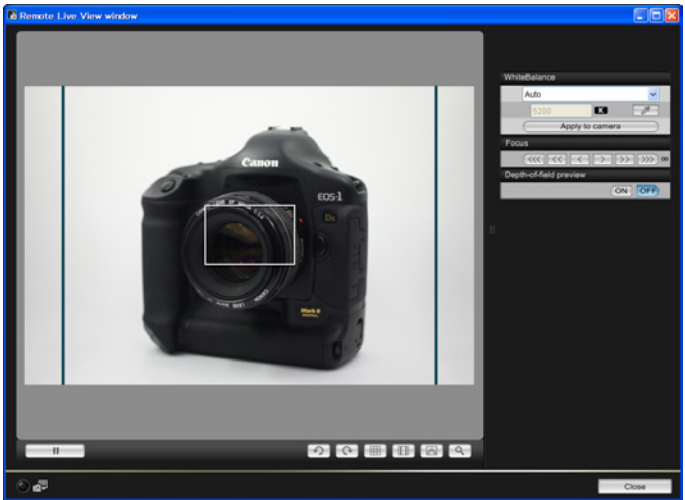 Remote Live View window
WhiteBalance
Auto
5200
K
Apply to camera
Focus
Depth-of-field preview
ON OFF
Canon
EOS-1
Ds
Mark II
DIGITAL
Close